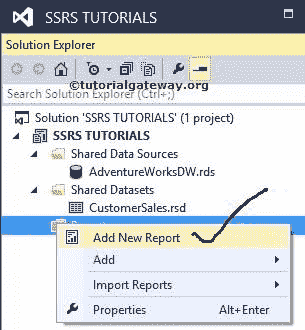 SSRS TUTORIALS
Solution Explorer
©tutorialgateway.org
Search Solution Explorer (Ctrl+;)
Solution 'SSRS TUTORIALS' (1 project)
SSRS TUTORIALS
Shared Data Sources
AdventureWorksDW.rds
Shared Datasets
CustomerSales.rsd
Add New Report
Add
Import Reports
Properties Alt+Enter